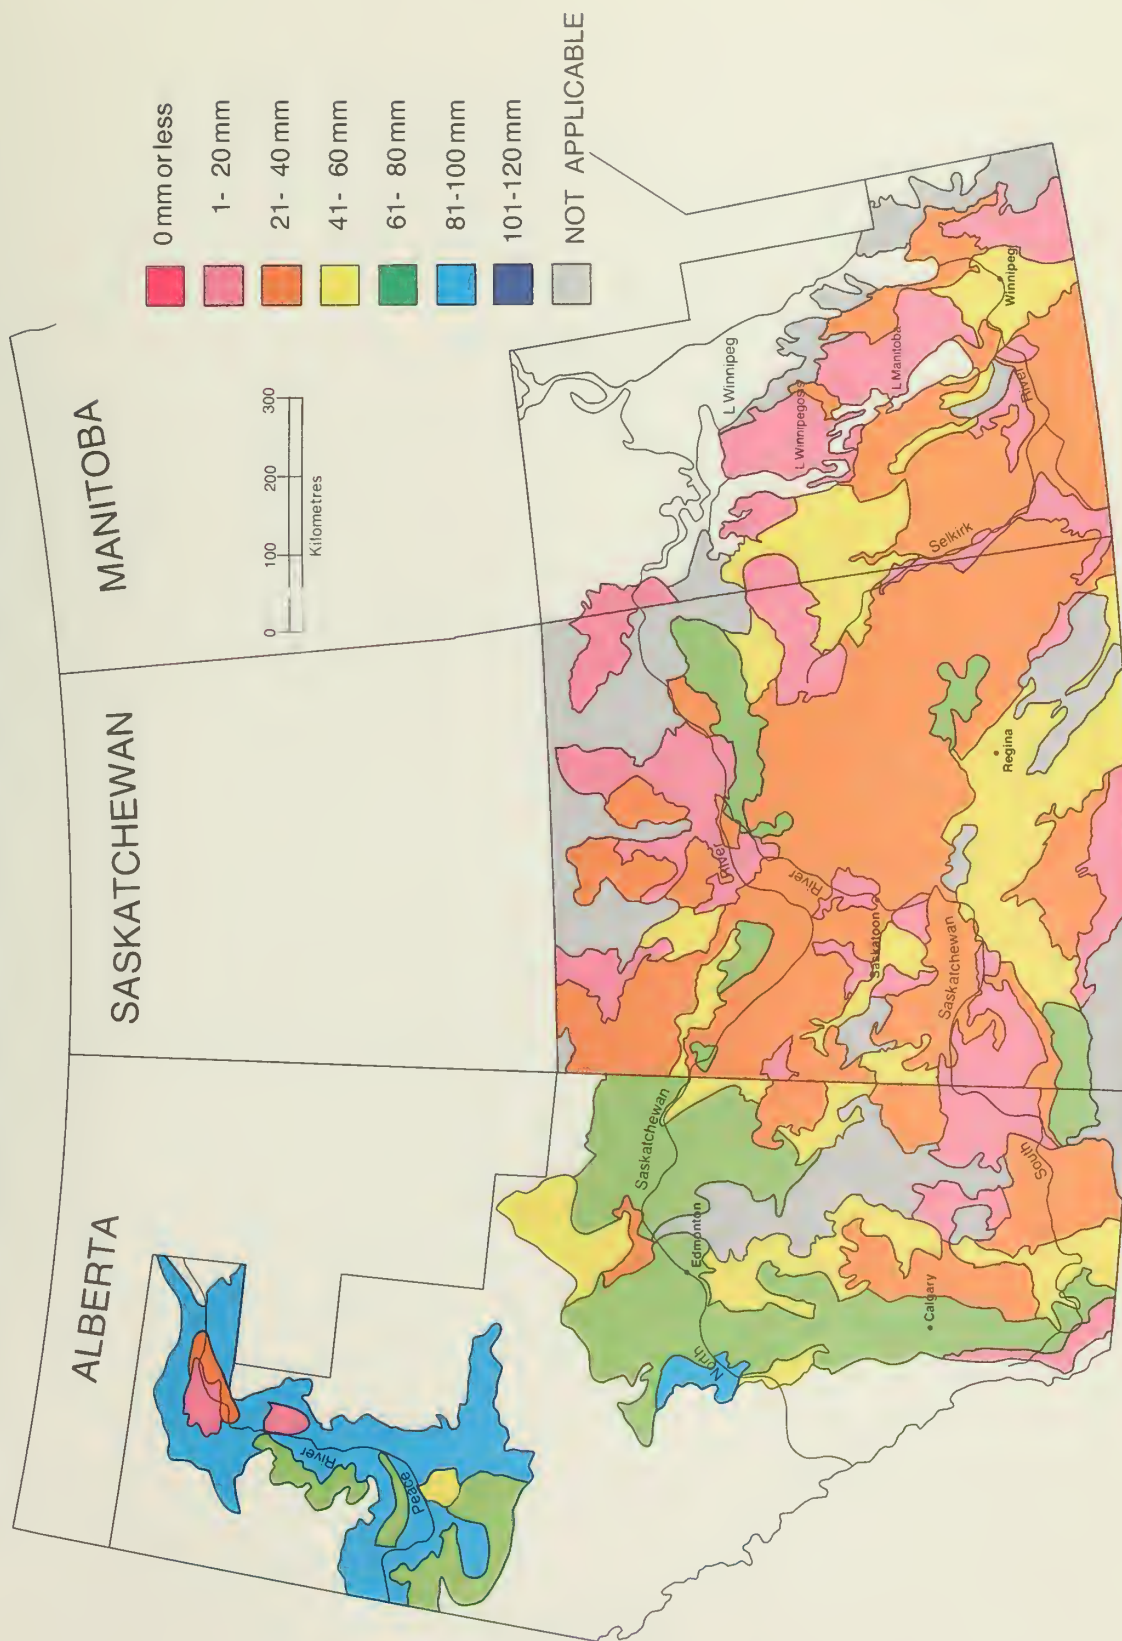 ALBERTA
SASKATCHEWAN
MANITOBA
0 mm or less
1- 20 mm
21- 40 mm
41- 60 mm
61- 80 mm
81-100 mm
101-120 mm
NOT APPLICABLE
0 100 200 300
Kilometres
River
Peace
Saskatchewan
Edmonton
North
Calgary
South
River
River
Saskatoon
Saskatchewan
Regina
Selkirk
L Winnipeg
L Winnipegosis
L Manitoba
River
Winnipeg